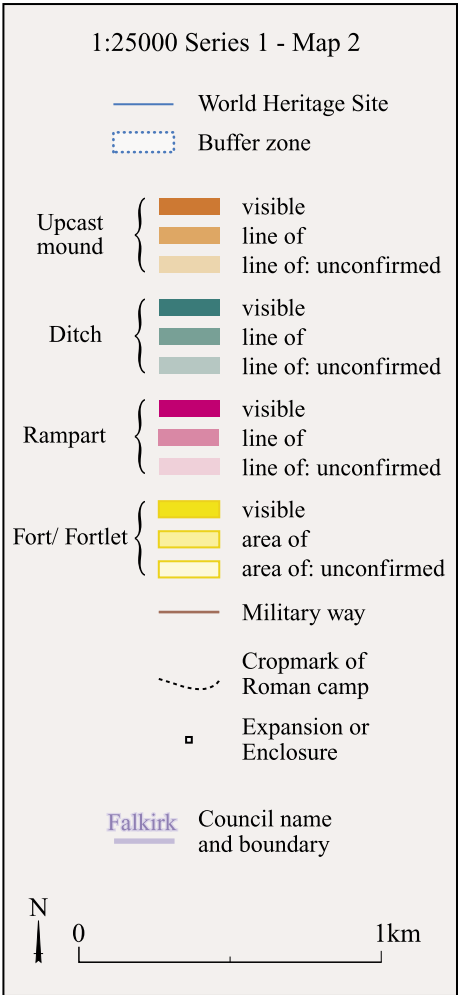 1:25000 Series 1 - Map 2
World Heritage Site
Buffer zone
Upcast
mound
visible
line of
line of: unconfirmed
Ditch
visible
line of
line of: unconfirmed
Rampart
visible
line of
line of: unconfirmed
Fort/ Fortlet
visible
area of
area of: unconfirmed
Military way
Cropmark of
Roman camp
Expansion or
Enclosure
Falkirk
Council name
and boundary
N
0
1km